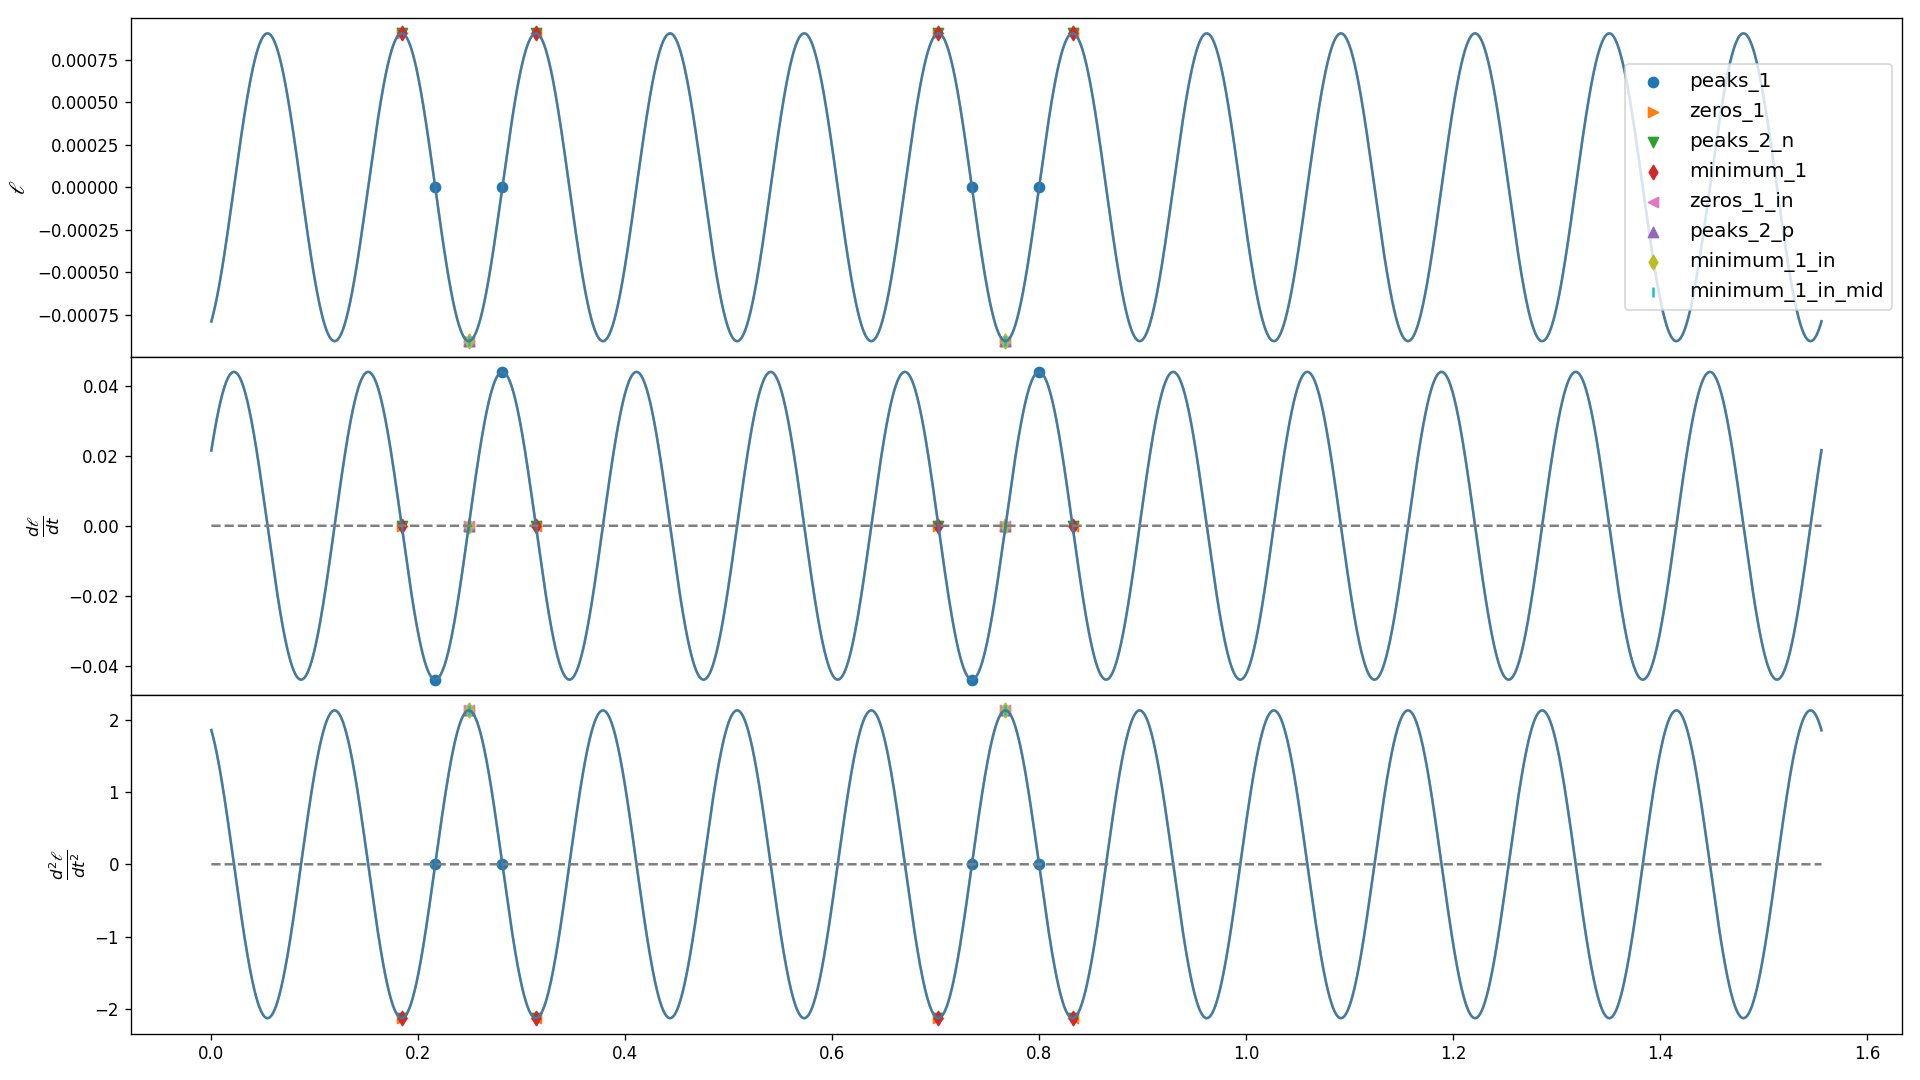 0.00075
0.00050
0.00025
0.00000
−0.00025
−0.00050
−0.00075
ℓ
peaks_1
zeros_1
peaks_2_n
minimum_1
zeros_1_in
peaks_2_p
minimum_1_in
minimum_1_in_mid
0.04
0.02
0.00
−0.02
−0.04
dℓ
dt
2
1
0
−1
−2
d²ℓ
dt²
0.0 0.2 0.4 0.6 0.8 1.0 1.2 1.4 1.6